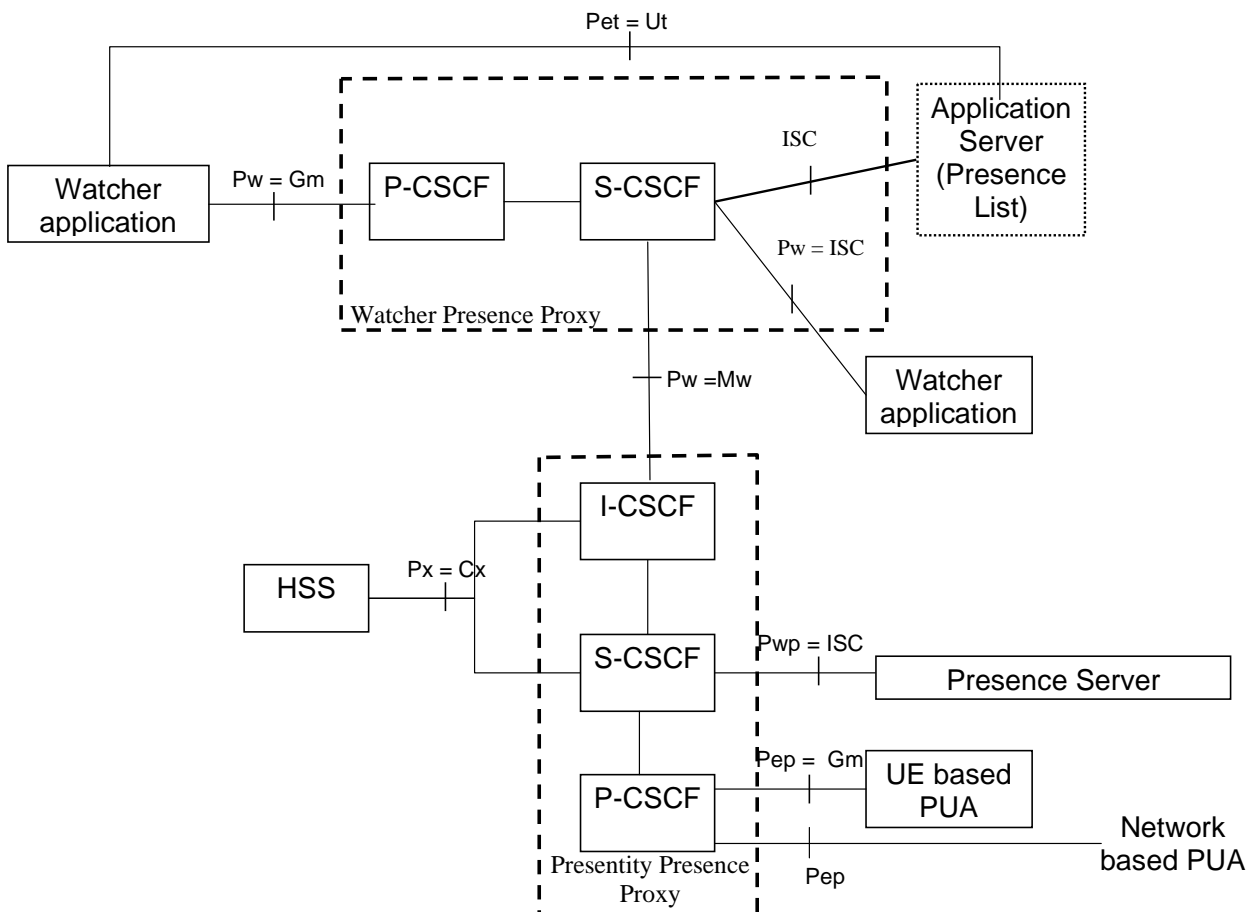 Pet = Ut
Application
Server
(Presence
List)
ISC
Watcher
application
Pw = Gm
P-CSCF
S-CSCF
Pw = ISC
Watcher Presence Proxy
Pw =Mw
Watcher
application
I-CSCF
Px = Cx
HSS
S-CSCF
Pwp = ISC
Presence Server
Pep =  Gm
UE based
PUA
P-CSCF
Network
based PUA
Pep
Presentity Presence
Proxy